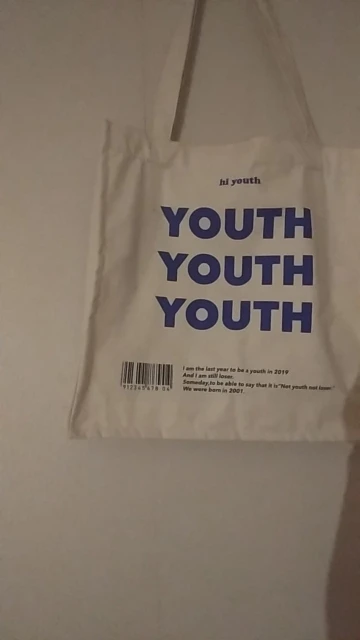 hi youth
YOUTH
YOUTH
YOUTH
I am the last year to be a youth in 2019
And I am still loser.
Someday,to be able to say that it is"Not youth not loser."
We were born in 2001.